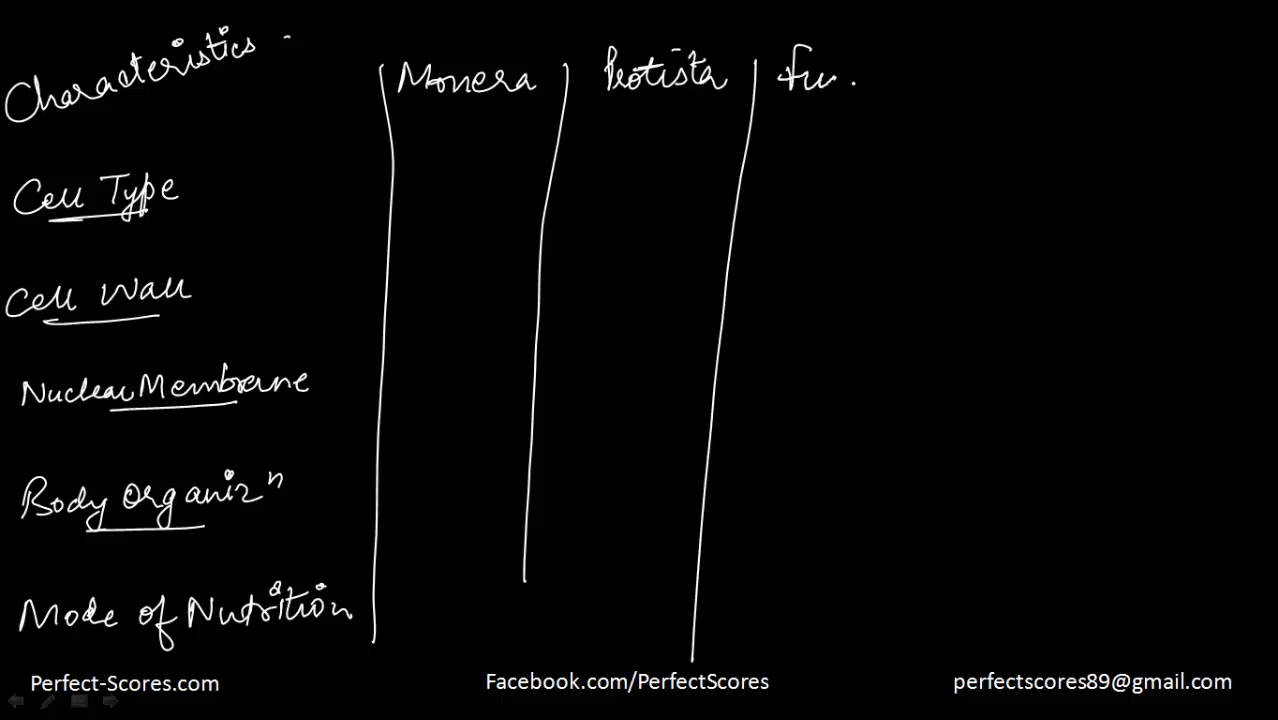 Characteristics Monera Protista Fu.
Cell Type
Cell Wall
Nuclear Membrane
Body Organizn
Mode of Nutrition
Perfect-Scores.com Facebook.com/PerfectScores perfectscores89@gmail.com